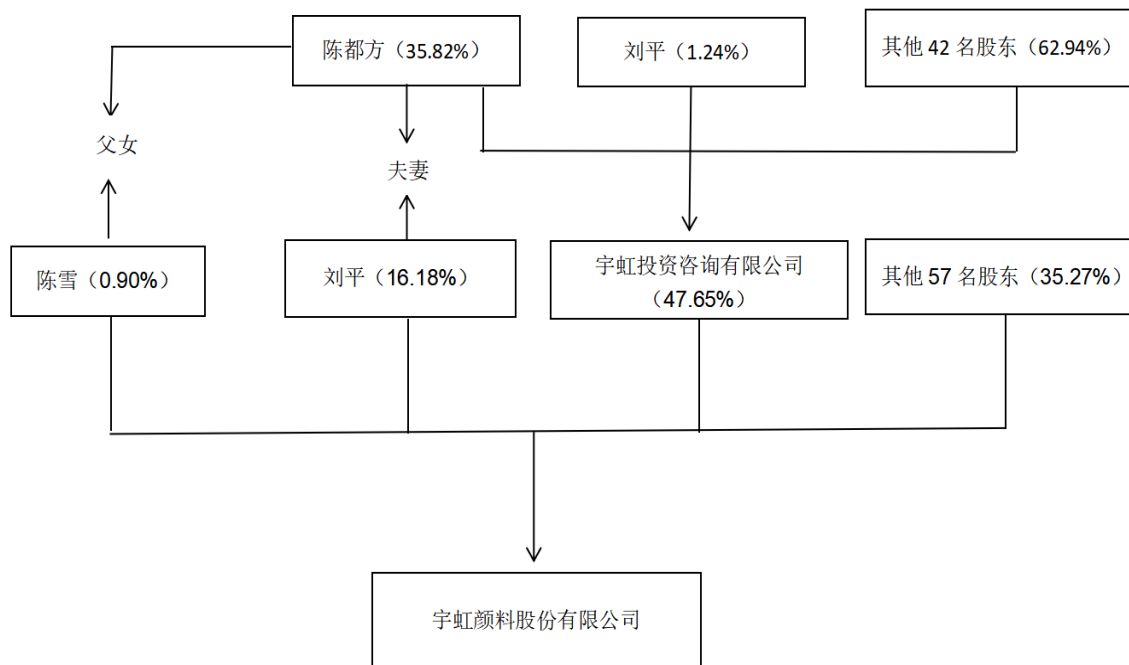 陈都方（35.82%）
刘平（1.24%）
其他 42 名股东（62.94%）
父女
夫妻
陈雪（0.90%）
刘平（16.18%）
宇虹投资咨询有限公司
（47.65%）
其他 57 名股东（35.27%）
宇虹颜料股份有限公司